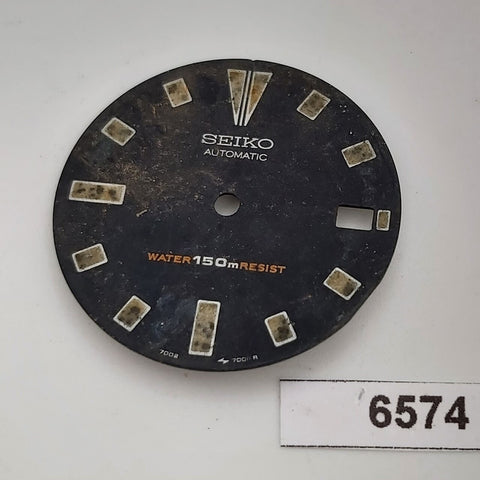 SEIKO
AUTOMATIC
WATER 150m RESIST
7002
6574